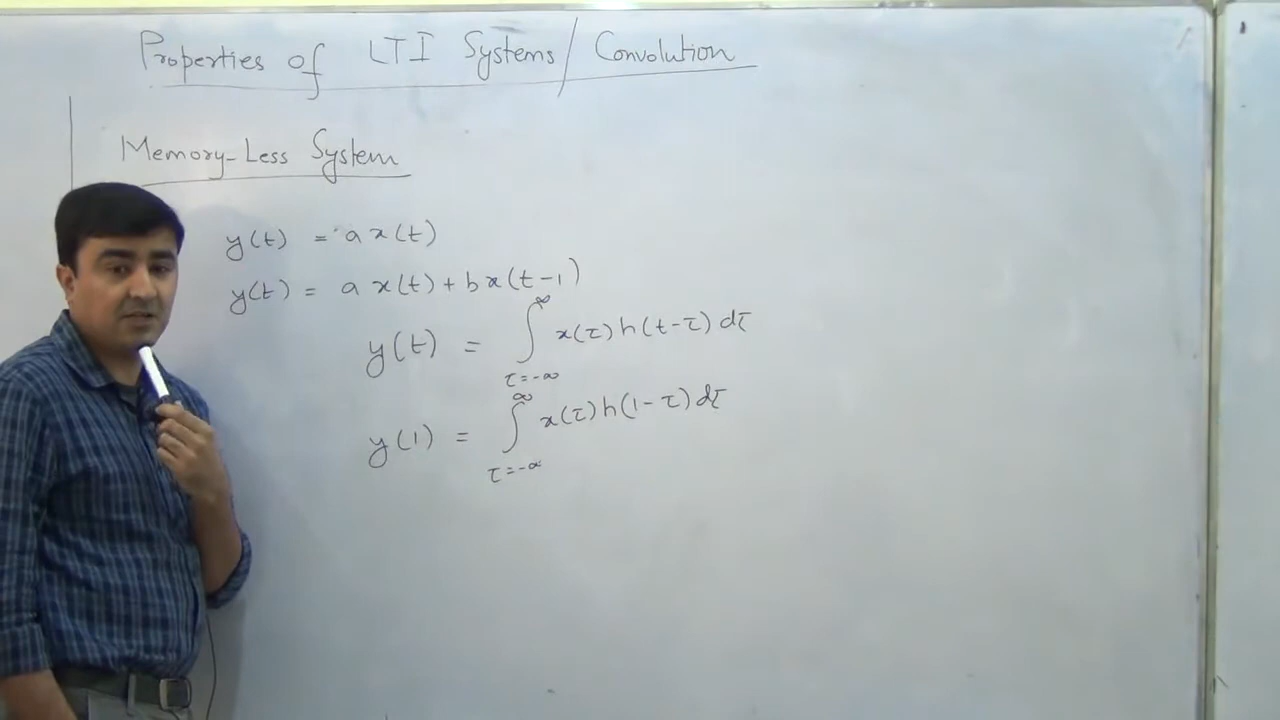 Properties of LTI Systems/Convolution
Memory-Less System
y(t) = a x(t)
y(t) = a x(t) + b x(t-1)
y(t) = ∫_{τ=-∞}^{∞} x(τ) h(t-τ) dτ
y(1) = ∫_{τ=-∞}^{∞} x(τ) h(1-τ) dτ